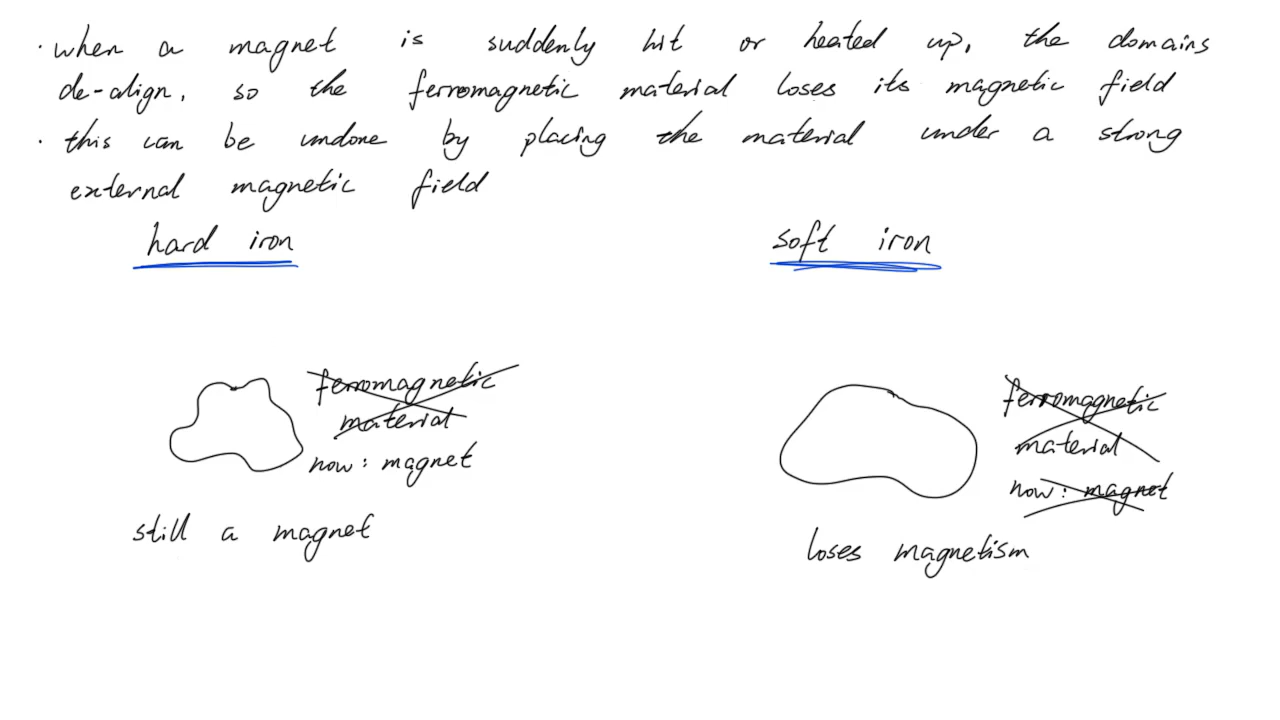 · when a magnet is suddenly hit or heated up, the domains
de-align, so the ferromagnetic material loses its magnetic field
· this can be undone by placing the material under a strong
external magnetic field
hard iron
soft iron
ferromagnetic
material
now: magnet
still a magnet
ferromagnetic
material
now: magnet
loses magnetism